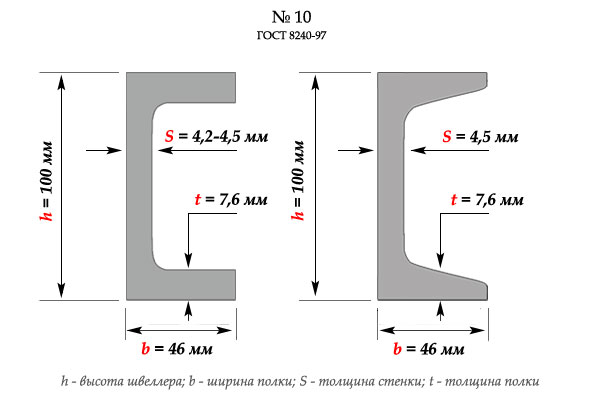 № 10
ГОСТ 8240-97
S = 4,2-4,5 мм
S = 4,5 мм
h = 100 мм
h = 100 мм
t = 7,6 мм
t = 7,6 мм
b = 46 мм
b = 46 мм
h - высота швеллера; b - ширина полки; S - толщина стенки; t - толщина полки